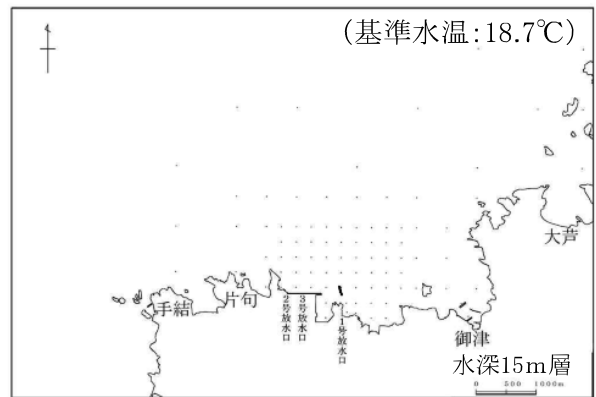 （基準水温:18.7℃）
大芦
手結
片句
2号放水口
3号放水口
1号放水口
御津
水深15m層
0 500 1000m